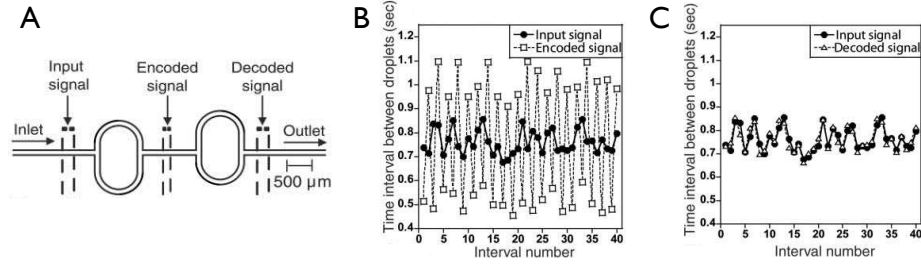 A
Input
signal
Encoded
signal
Decoded
signal
Inlet
Outlet
500 µm
B
Time interval between droplets (sec)
1.2
1.1
1
0.9
0.8
0.7
0.6
0.5
0.4
Input signal
Encoded signal
0 5 10 15 20 25 30 35 40
Interval number
C
Time interval between droplets (sec)
1.2
1.1
1
0.9
0.8
0.7
0.6
0.5
0.4
Input signal
Decoded signal
0 5 10 15 20 25 30 35 40
Interval number